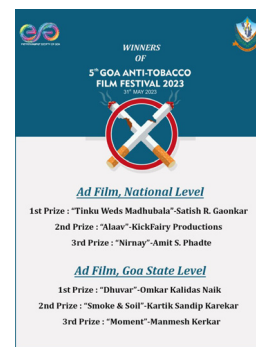 WINNERS
OF
5th GOA ANTI-TOBACCO
FILM FESTIVAL 2023
31st MAY 2023
Ad Film, National Level
1st Prize : "Tinku Weds Madhubala"-Satish R. Gaonkar
2nd Prize : "Alaav"-KickFairy Productions
3rd Prize : "Nirnay"-Amit S. Phadte
Ad Film, Goa State Level
1st Prize : "Dhuvar"-Omkar Kalidas Naik
2nd Prize : "Smoke & Soil"-Kartik Sandip Karekar
3rd Prize : "Moment"-Manmesh Kerkar